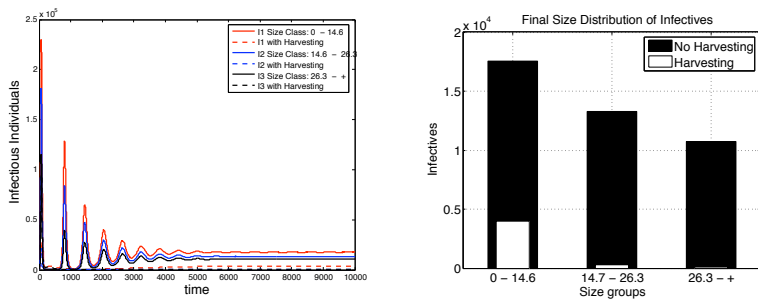 x 10^5
2.5
2
1.5
1
0.5
0
0 1000 2000 3000 4000 5000 6000 7000 8000 9000 10000
time
Infectious Individuals
I1 Size Class: 0 − 14.6
I1 with Harvesting
I2 Size Class: 14.6 − 26.3
I2 with Harvesting
I3 Size Class: 26.3 − +
I3 with Harvesting
Final Size Distribution of Infectives
x 10^4
2
1.5
1
0.5
0
Infectives
No Harvesting
Harvesting
0 − 14.6 14.7 − 26.3 26.3 − +
Size groups